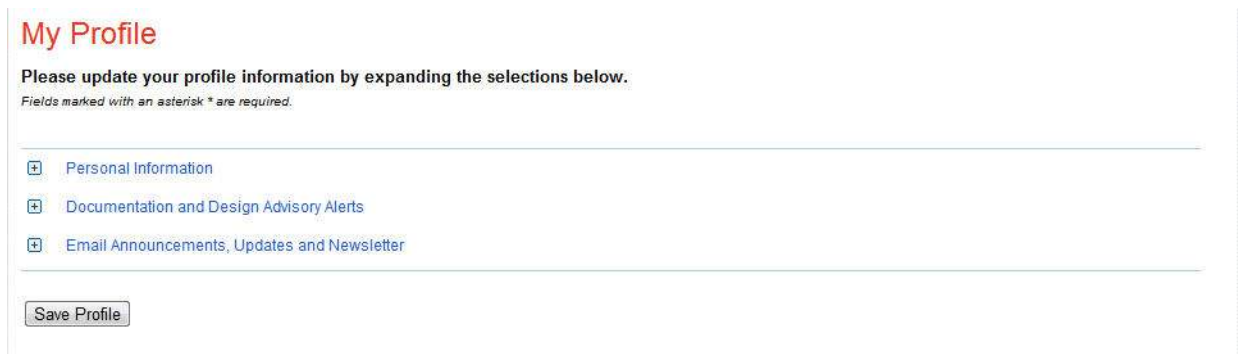 My Profile
Please update your profile information by expanding the selections below.
Fields marked with an asterisk * are required.
Personal Information
Documentation and Design Advisory Alerts
Email Announcements, Updates and Newsletter
Save Profile